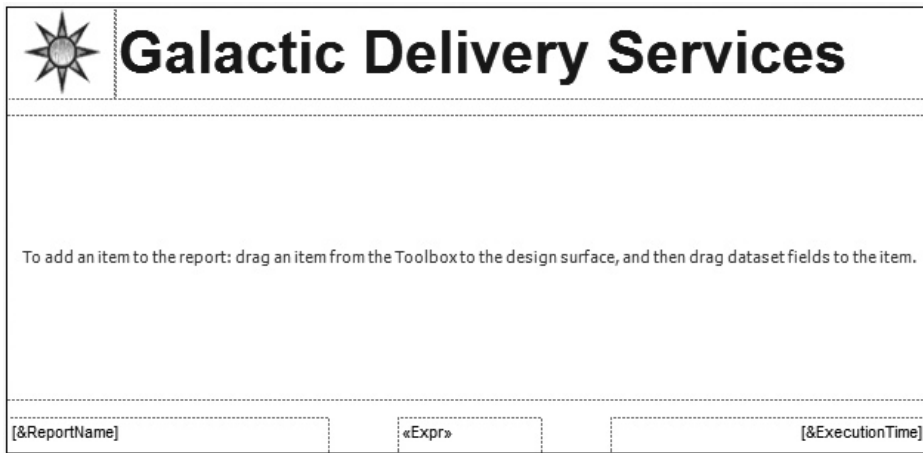 Galactic Delivery Services
To add an item to the report: drag an item from the Toolbox to the design surface, and then drag dataset fields to the item.
[&ReportName] «Expr» [&ExecutionTime]